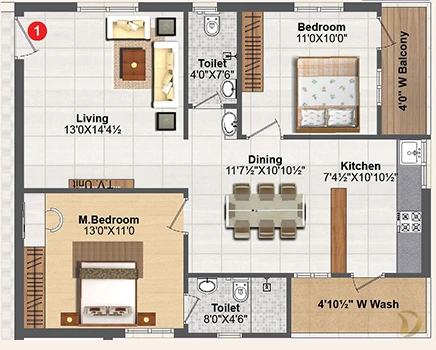 1
Living
13'0X14'4½
Toilet
4'0"X7'6"
Bedroom
11'0X10'0"
4'0" W Balcony
Dining
11'7½"X10'10½"
Kitchen
7'4½"X10'10½"
T.V Unit
M.Bedroom
13'0"X11'0
Toilet
8'0"X4'6"
4'10½" W Wash